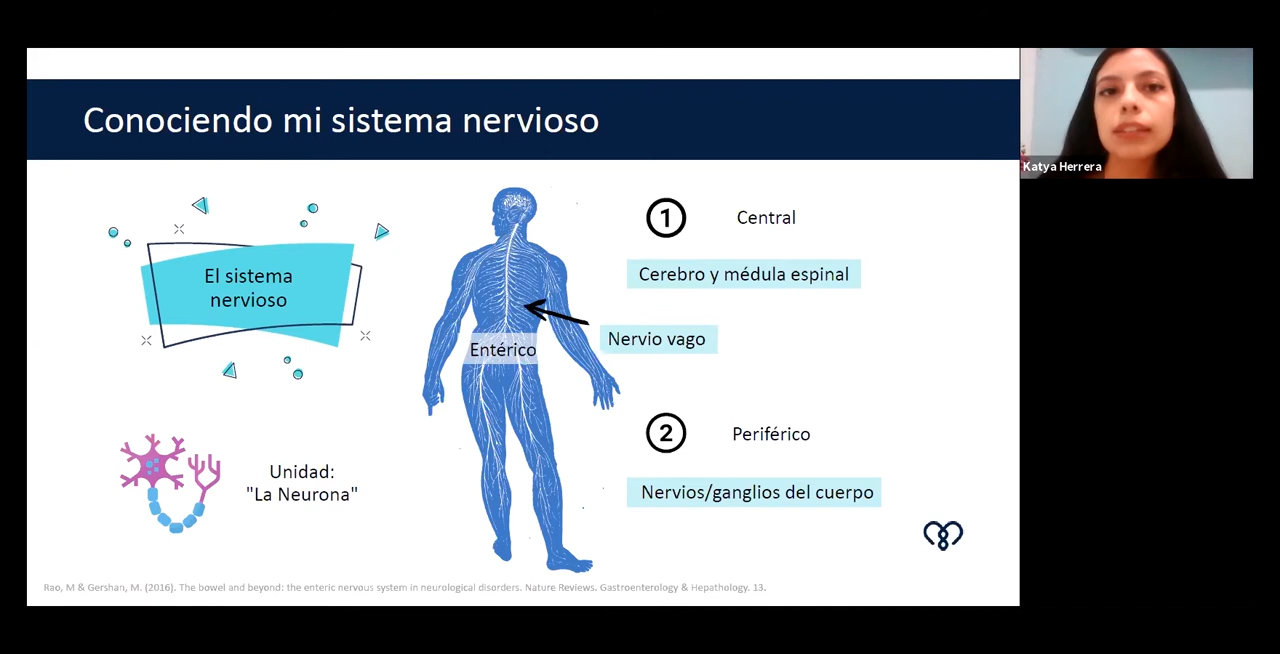 Conociendo mi sistema nervioso
Katya Herrera
El sistema
nervioso
1
Central
Cerebro y médula espinal
Nervio vago
Entérico
2
Periférico
Nervios/ganglios del cuerpo
Unidad:
"La Neurona"
Rao, M & Gershan, M. (2016). The bowel and beyond: the enteric nervous system in neurological disorders. Nature Reviews. Gastroenterology & Hepathology. 13.